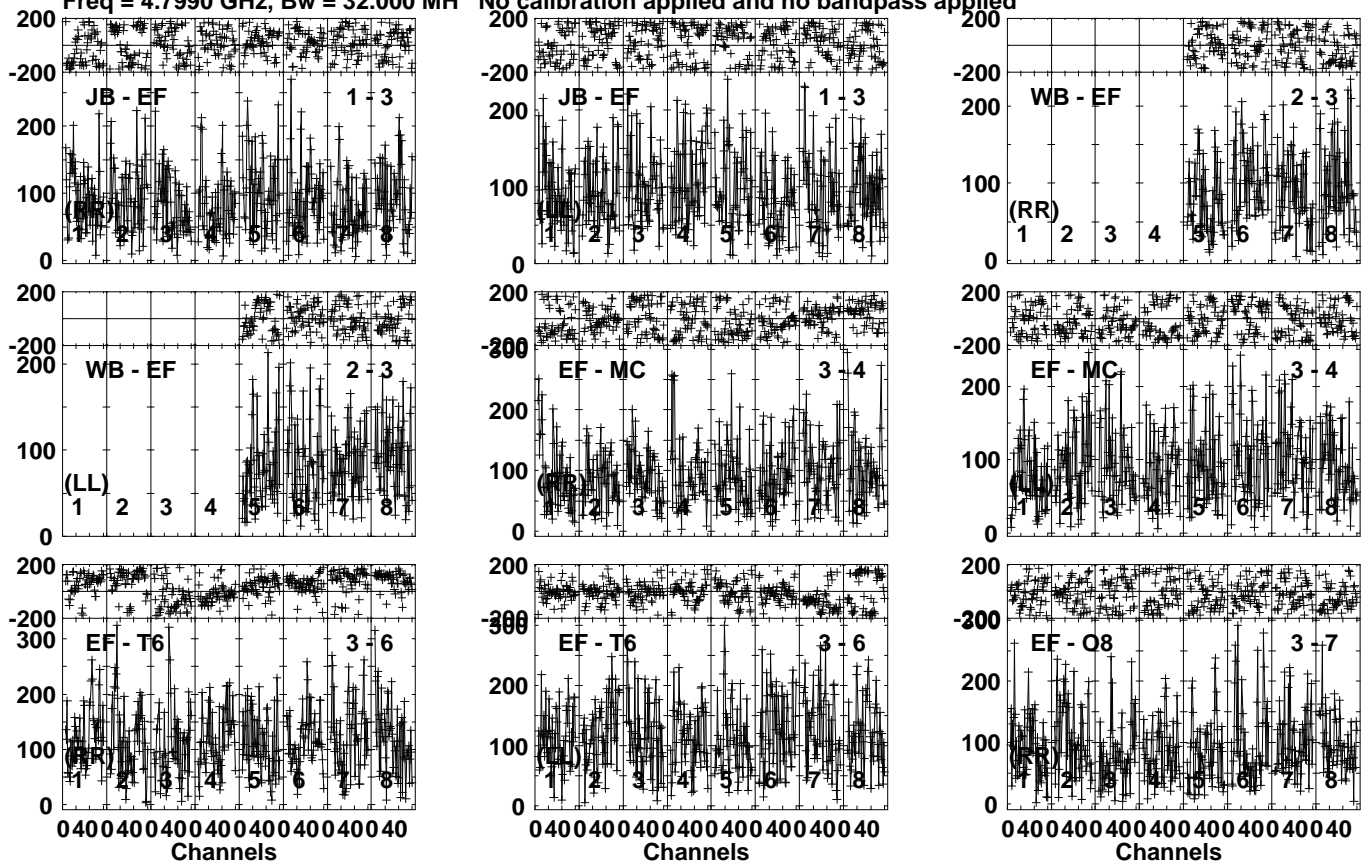 Freq = 4.7990 GHz, Bw = 32.000 MH No calibration applied and no bandpass applied
200 200 200
-200 -200 -200
JB - EF 1 - 3 JB - EF 1 - 3 WB - EF 2 - 3
200 200 200
100 100 100
(RR) (LL) (RR)
1 2 3 4 5 6 7 8 1 2 3 4 5 6 7 8 1 2 3 4 5 6 7 8
0 0 0
200 200 200
-200 -200 -200
300
WB - EF 2 - 3 EF - MC 3 - 4 EF - MC 3 - 4
200 200 200
100 100 100
(LL) (RR) (LL)
1 2 3 4 5 6 7 8 1 2 3 4 5 6 7 8 1 2 3 4 5 6 7 8
0 0 0
200 200 200
-200 -200 -200
300 300 300
EF - T6 3 - 6 EF - T6 3 - 6 EF - O8 3 - 7
200 200 200
100 100 100
(RR) (LL) (RR)
1 2 3 4 5 6 7 8 1 2 3 4 5 6 7 8 1 2 3 4 5 6 7 8
0 0 0
0 40 0 40 0 40 0 40 0 40 0 40 0 40 0 40 0 40 0 40 0 40 0 40 0 40 0 40 0 40 0 40 0 40 0 40 0 40 0 40 0 40 0 40 0 40 0 40
Channels Channels Channels